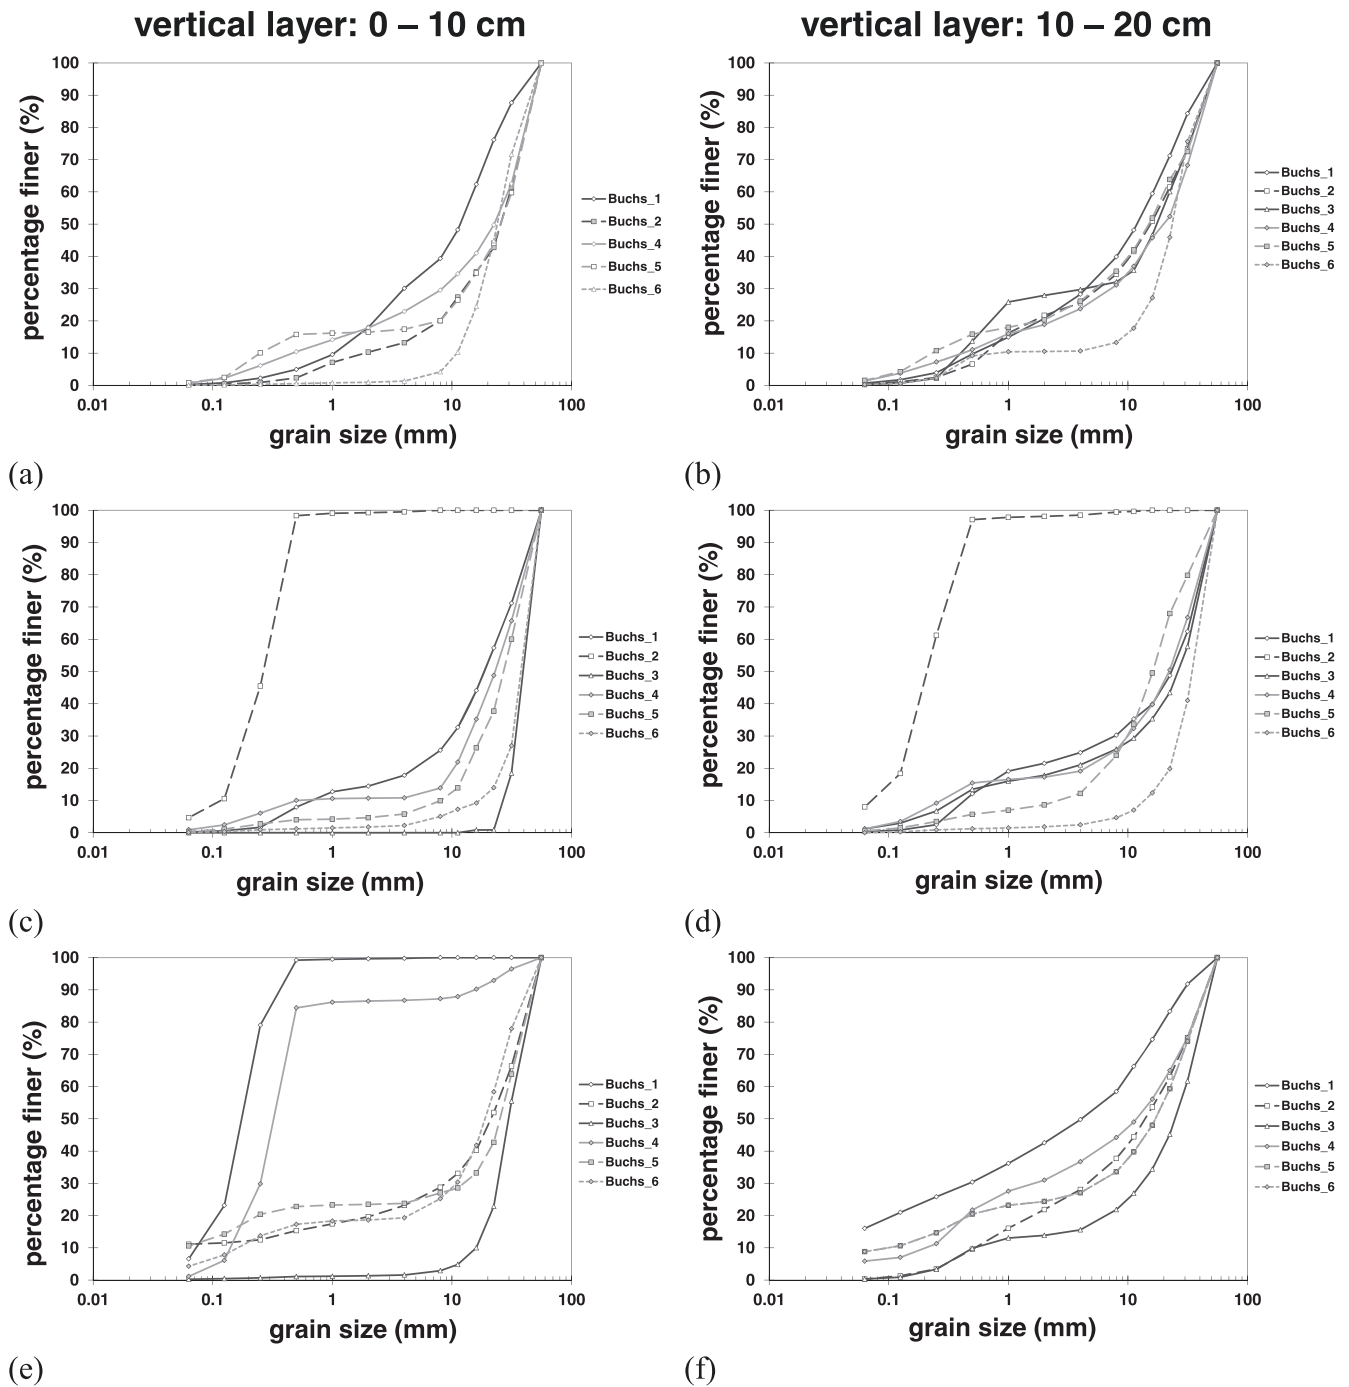 vertical layer: 0 – 10 cm
vertical layer: 10 – 20 cm
percentage finer (%)
100
90
80
70
60
50
40
30
20
10
0
0.01
0.1
1
10
100
grain size (mm)
Buchs_1
Buchs_2
Buchs_4
Buchs_5
Buchs_6
(a)
percentage finer (%)
100
90
80
70
60
50
40
30
20
10
0
0.01
0.1
1
10
100
grain size (mm)
Buchs_1
Buchs_2
Buchs_3
Buchs_4
Buchs_5
Buchs_6
(b)
percentage finer (%)
100
90
80
70
60
50
40
30
20
10
0
0.01
0.1
1
10
100
grain size (mm)
Buchs_1
Buchs_2
Buchs_3
Buchs_4
Buchs_5
Buchs_6
(c)
percentage finer (%)
100
90
80
70
60
50
40
30
20
10
0
0.01
0.1
1
10
100
grain size (mm)
Buchs_1
Buchs_2
Buchs_3
Buchs_4
Buchs_5
Buchs_6
(d)
percentage finer (%)
100
90
80
70
60
50
40
30
20
10
0
0.01
0.1
1
10
100
grain size (mm)
Buchs_1
Buchs_2
Buchs_3
Buchs_4
Buchs_5
Buchs_6
(e)
percentage finer (%)
100
90
80
70
60
50
40
30
20
10
0
0.01
0.1
1
10
100
grain size (mm)
Buchs_1
Buchs_2
Buchs_3
Buchs_4
Buchs_5
Buchs_6
(f)